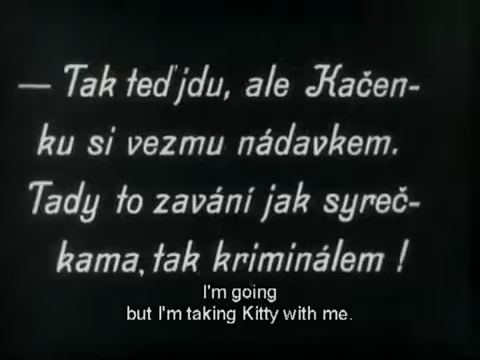 — Tak teď jdu, ale Kačen-
ku si vezmu nádavkem.
Tady to zavání jak syreč-
kama, tak kriminálem !
I'm going
but I'm taking Kitty with me.